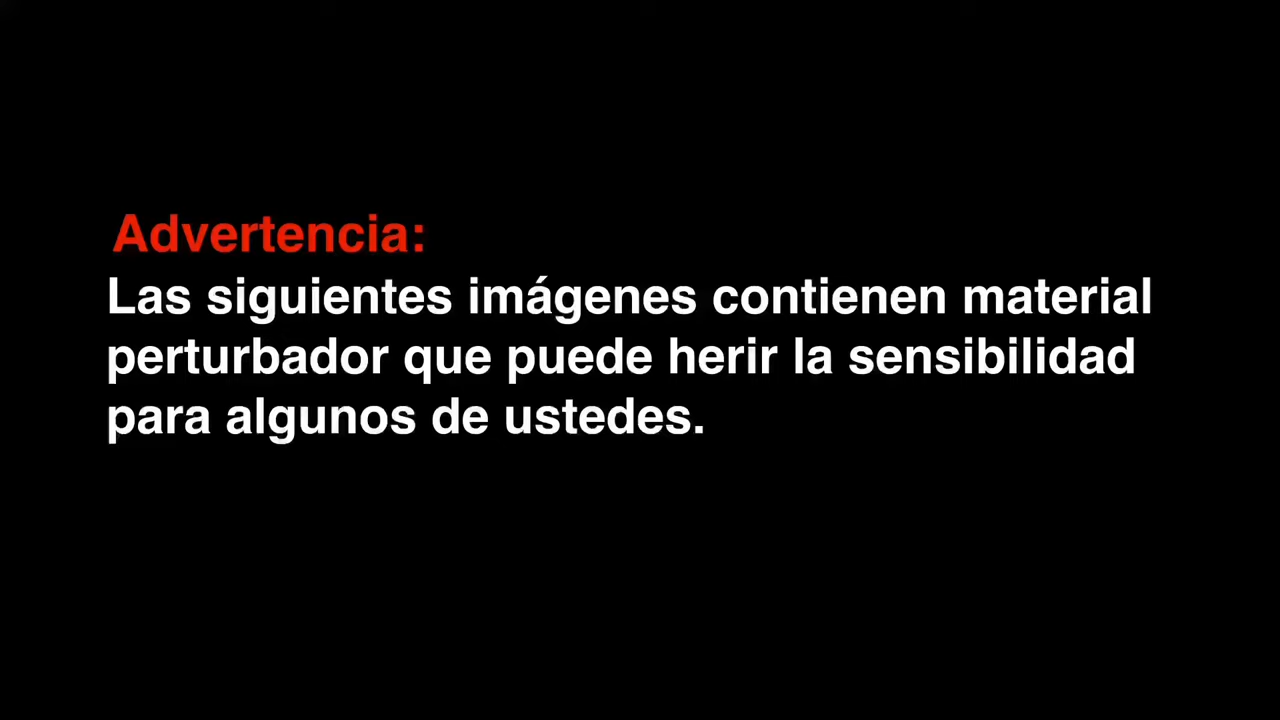 Advertencia:
Las siguientes imágenes contienen material
perturbador que puede herir la sensibilidad
para algunos de ustedes.